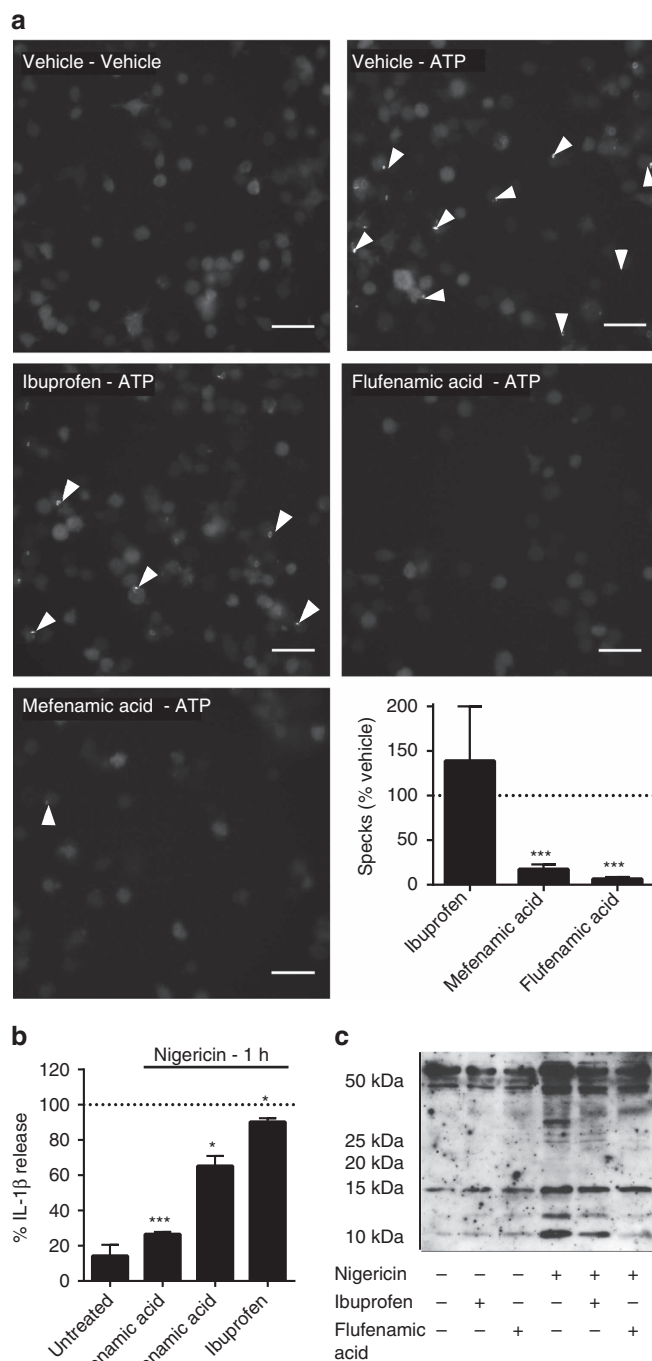 a
Vehicle - Vehicle
Vehicle - ATP
Ibuprofen - ATP
Flufenamic acid - ATP
Mefenamic acid - ATP
200
150
100
50
0
Specks (% vehicle)
***
***
Ibuprofen
Mefenamic acid
Flufenamic acid
b
Nigericin - 1 h
120
100
80
60
40
20
0
% IL-1β release
***
*
*
Untreated
acid
acid
Ibuprofen
c
50 kDa
25 kDa
20 kDa
15 kDa
10 kDa
Nigericin – – – + + +
Ibuprofen – + – – + –
Flufenamic – – + – – +
acid